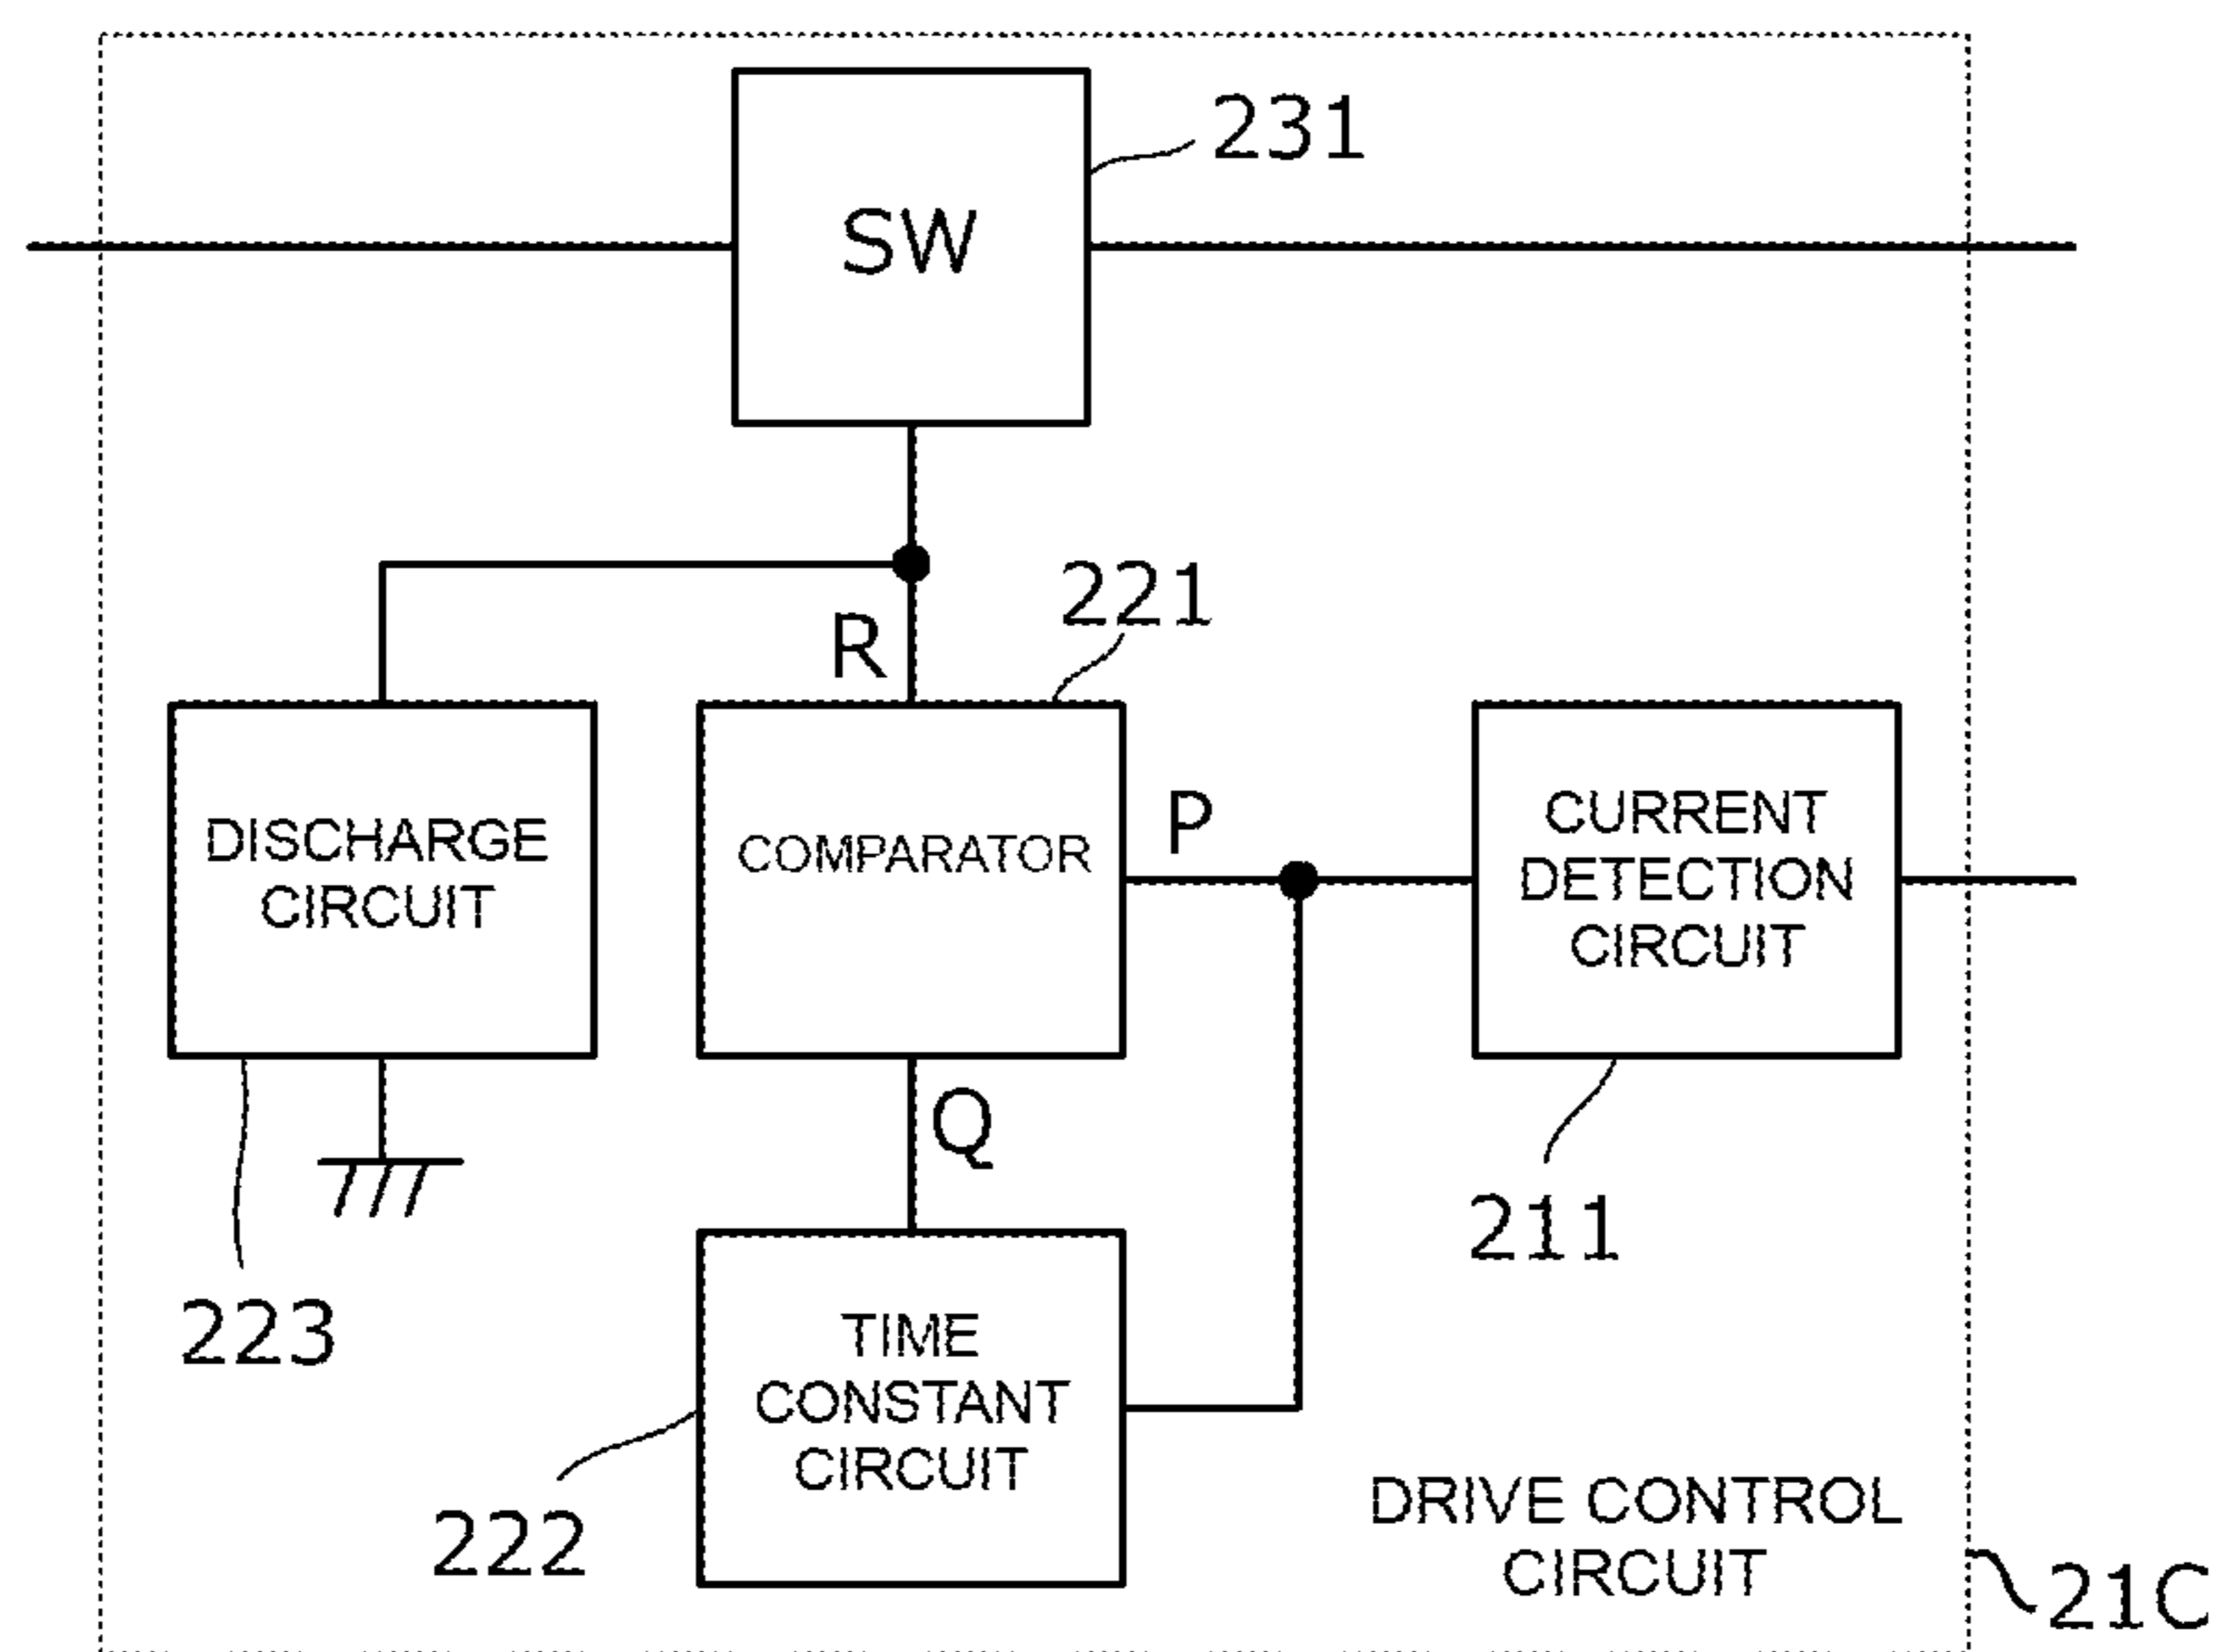 231
SW
221
R
P
DISCHARGE
CIRCUIT
COMPARATOR
CURRENT
DETECTION
CIRCUIT
Q
211
223
TIME
CONSTANT
CIRCUIT
222
DRIVE CONTROL
CIRCUIT
21C